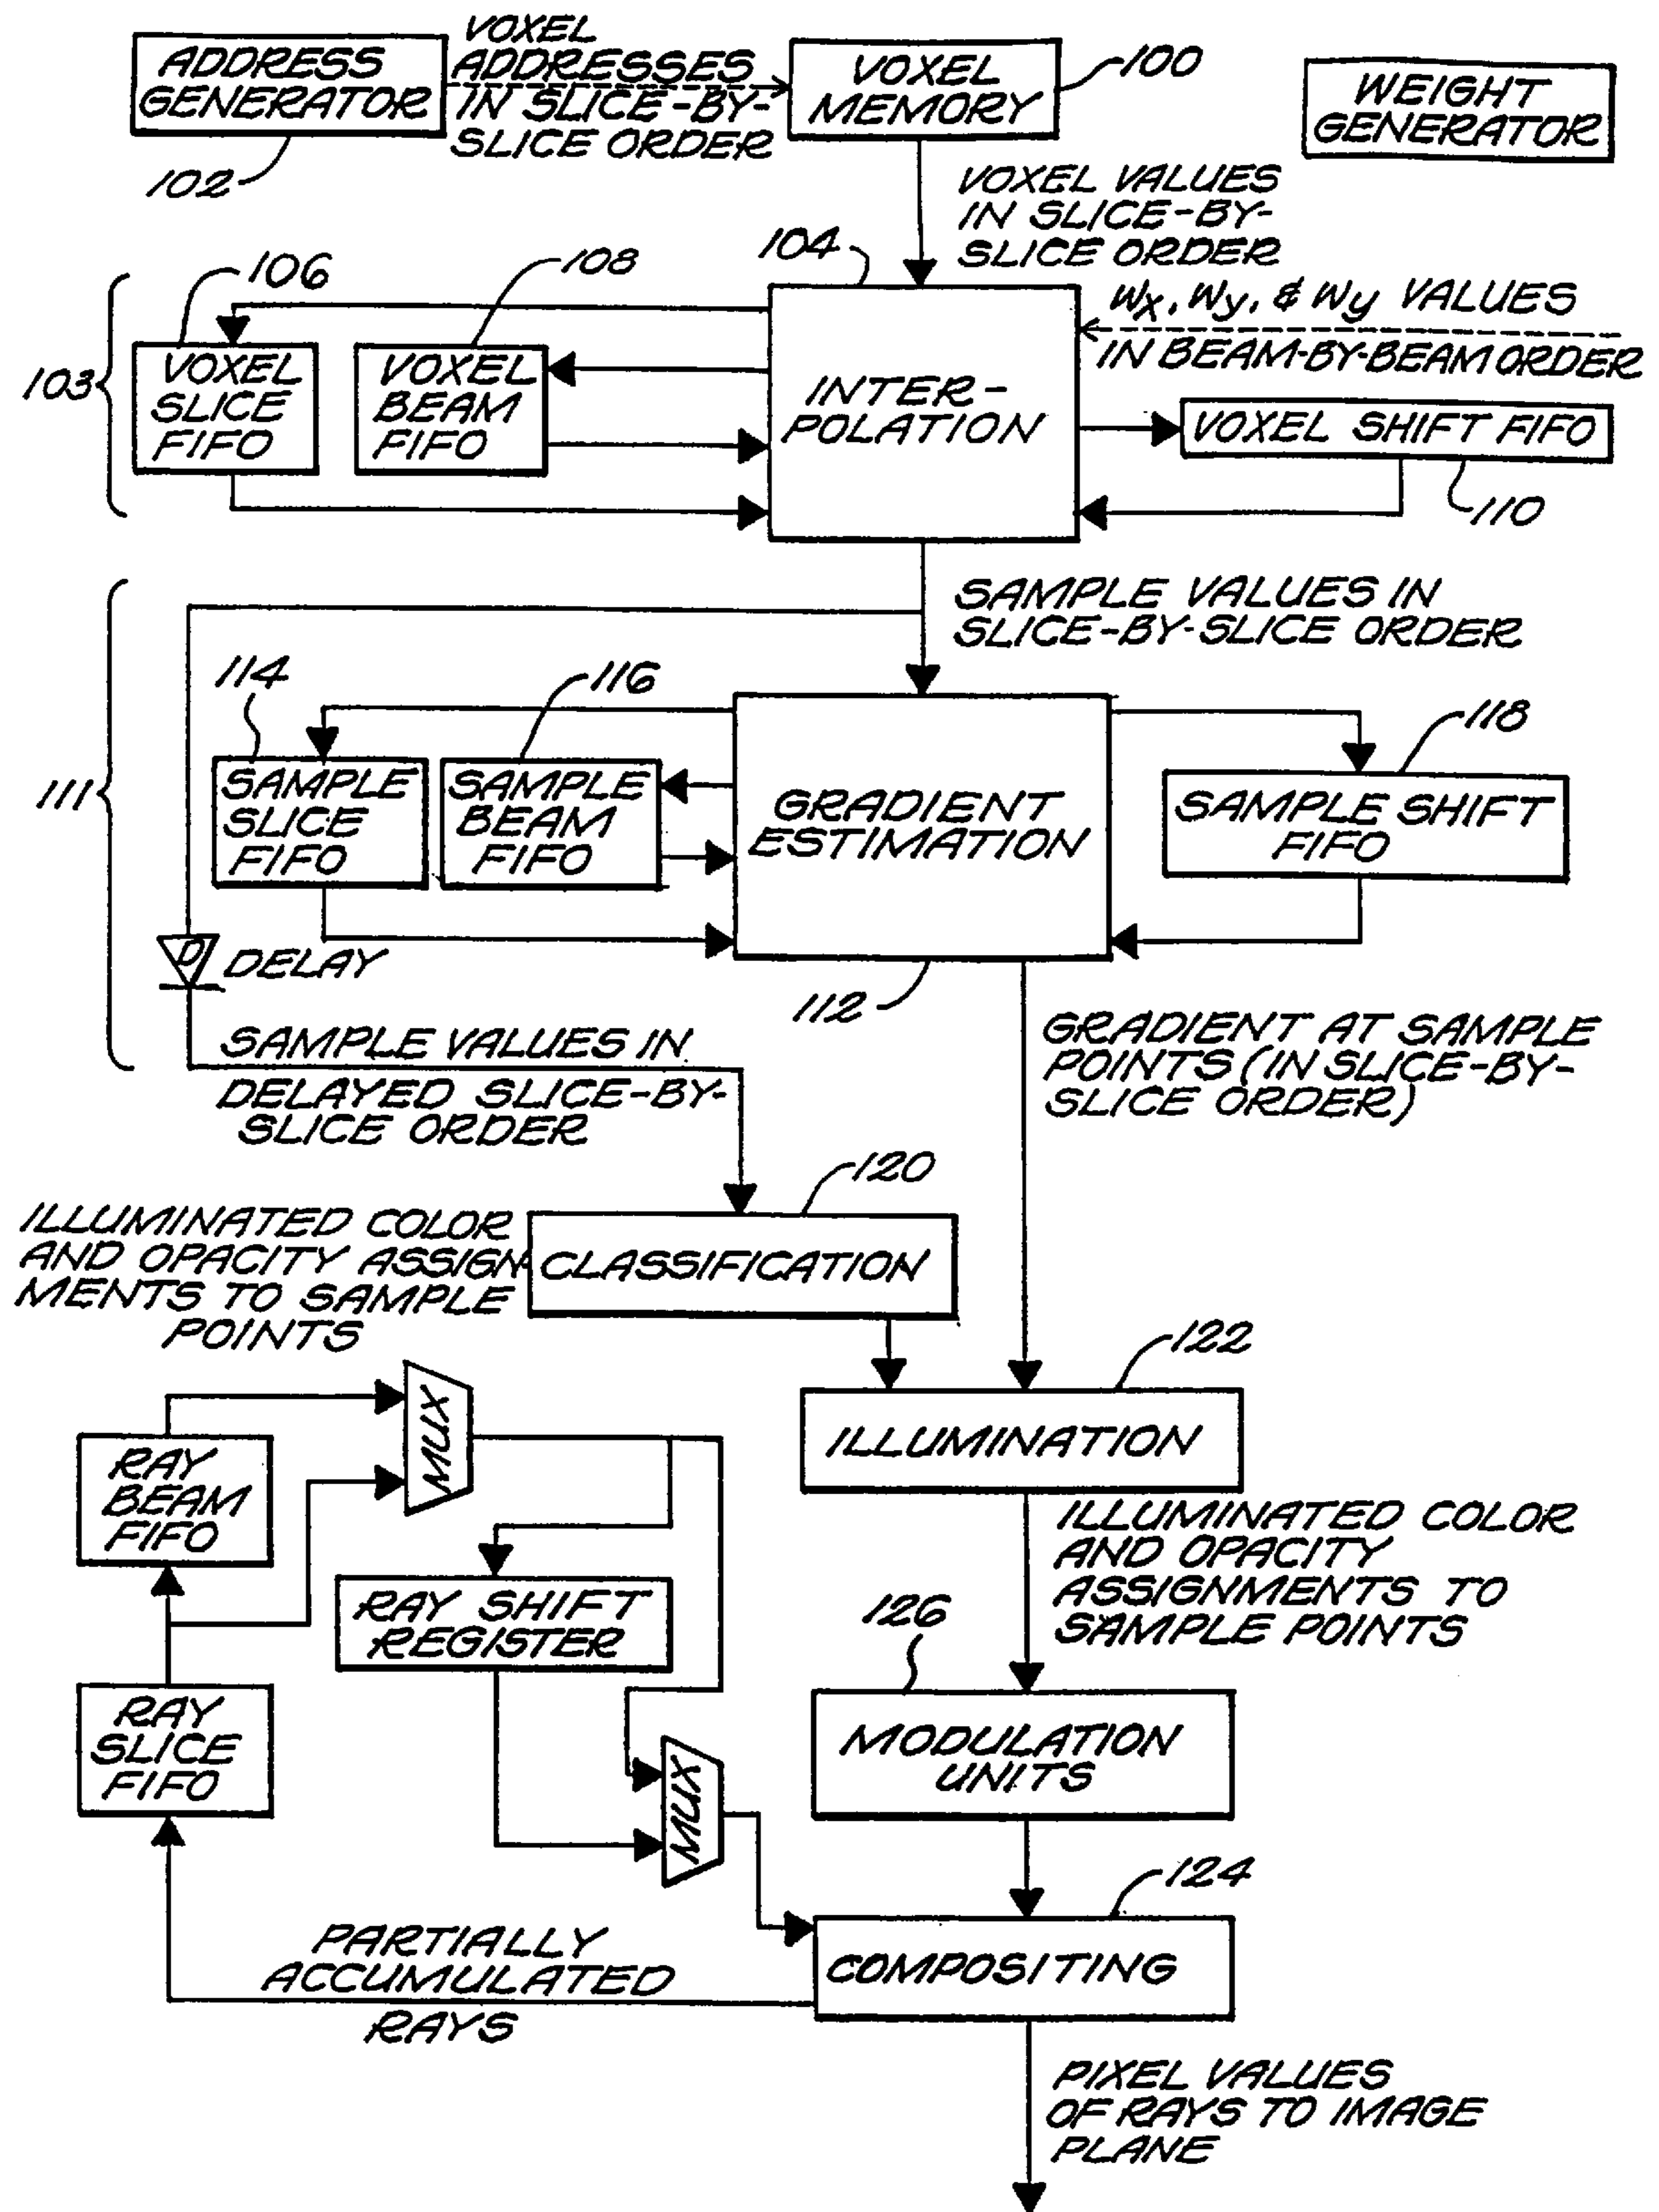 ADDRESS
GENERATOR
102
VOXEL
ADDRESSES
IN SLICE-BY-
SLICE ORDER
VOXEL
MEMORY
100
WEIGHT
GENERATOR
VOXEL VALUES
IN SLICE-BY-
SLICE ORDER
103
106
VOXEL
SLICE
FIFO
108
VOXEL
BEAM
FIFO
104
INTER-
POLATION
Wx, Wy, & Wy VALUES
IN BEAM-BY-BEAM ORDER
VOXEL SHIFT FIFO
110
SAMPLE VALUES IN
SLICE-BY-SLICE ORDER
111
114
SAMPLE
SLICE
FIFO
116
SAMPLE
BEAM
FIFO
GRADIENT
ESTIMATION
112
118
SAMPLE SHIFT
FIFO
D
DELAY
SAMPLE VALUES IN
DELAYED SLICE-BY-
SLICE ORDER
GRADIENT AT SAMPLE
POINTS (IN SLICE-BY-
SLICE ORDER)
120
CLASSIFICATION
ILLUMINATED COLOR
AND OPACITY ASSIGN-
MENTS TO SAMPLE
POINTS
122
ILLUMINATION
MUX
RAY
BEAM
FIFO
RAY SHIFT
REGISTER
ILLUMINATED COLOR
AND OPACITY
ASSIGNMENTS TO
SAMPLE POINTS
126
MODULATION
UNITS
RAY
SLICE
FIFO
MUX
124
COMPOSITING
PARTIALLY
ACCUMULATED
RAYS
PIXEL VALUES
OF RAYS TO IMAGE
PLANE